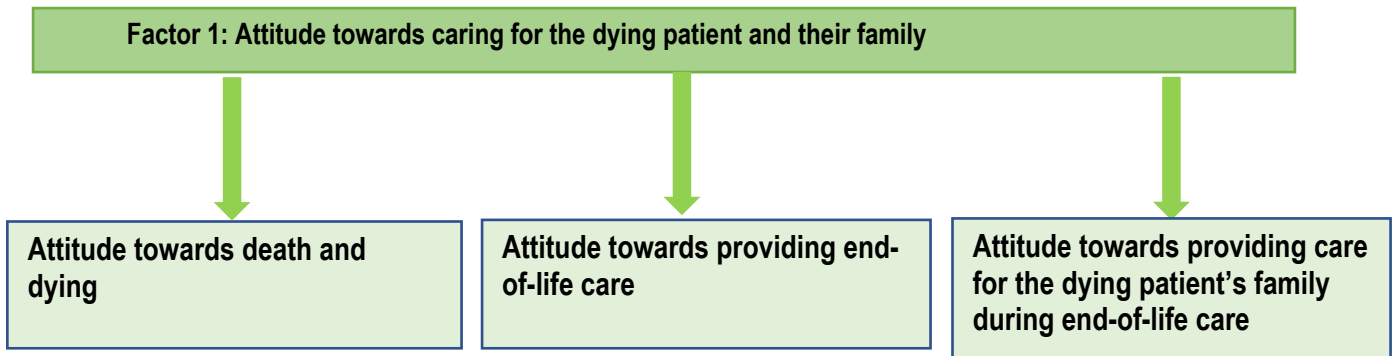 Factor 1: Attitude towards caring for the dying patient and their family
Attitude towards death and
dying
Attitude towards providing end-
of-life care
Attitude towards providing care
for the dying patient’s family
during end-of-life care